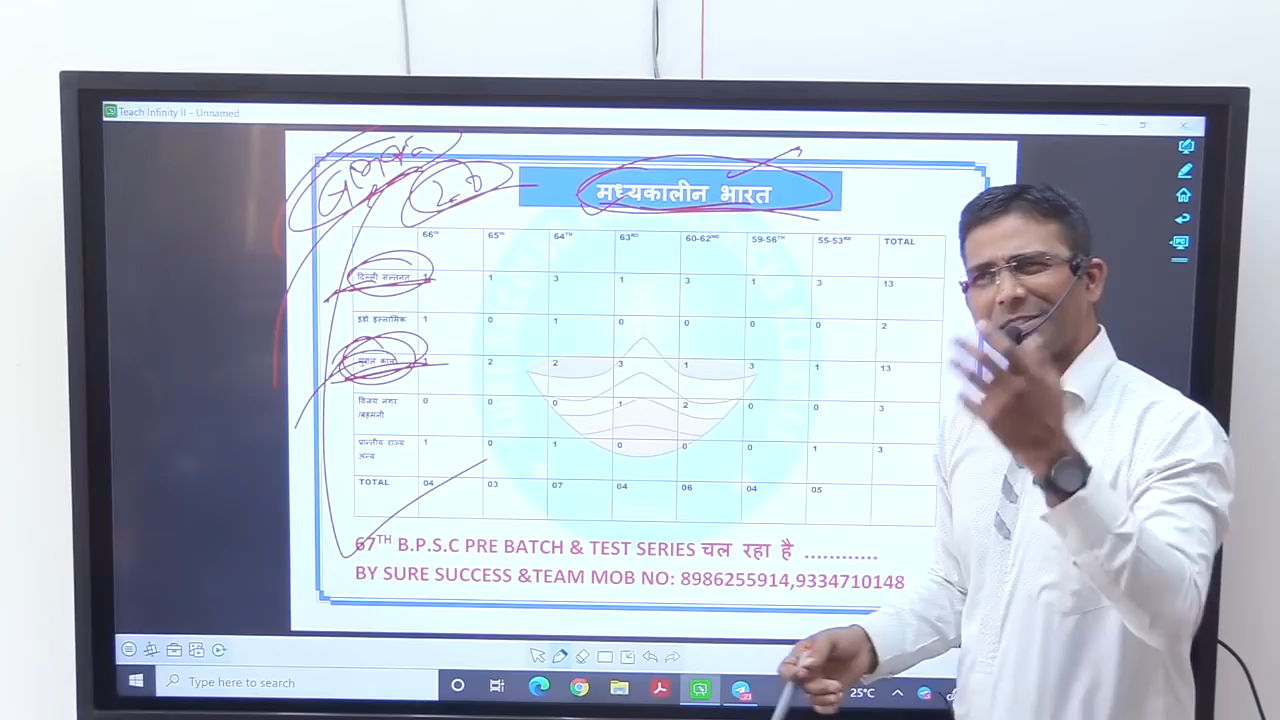 Teach Infinity II - Unnamed
मध्यकालीन भारत
66TH 65TH 64TH 63RD 60-62ND 59-56TH 55-53RD TOTAL
दिल्ली सल्तनत 1 1 3 1 3 1 3 13
इंडो इस्लामिक 1 0 1 0 0 0 0 2
मुगल काल 1 2 2 3 1 3 1 13
विजय नगर /बहमनी 0 0 0 1 2 0 0 3
प्रान्तीय राज्य अन्य 1 0 1 0 0 0 1 3
TOTAL 04 03 07 04 06 04 05
67TH B.P.S.C PRE BATCH & TEST SERIES चल रहा है ............
BY SURE SUCCESS &TEAM MOB NO: 8986255914,9334710148
Type here to search
25°C